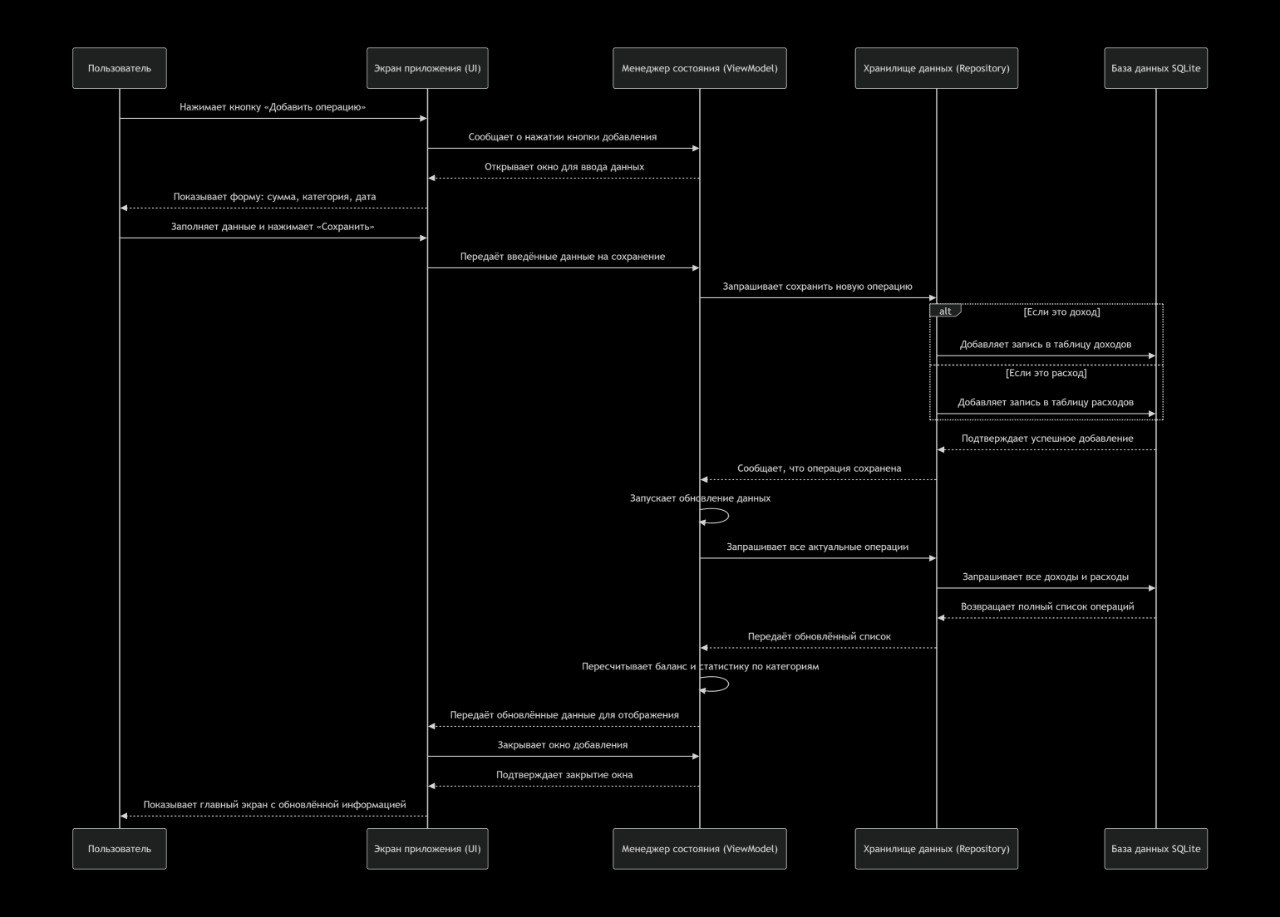 Пользователь
Экран приложения (UI)
Менеджер состояния (ViewModel)
Хранилище данных (Repository)
База данных SQLite
Нажимает кнопку «Добавить операцию»
Сообщает о нажатии кнопки добавления
Открывает окно для ввода данных
Показывает форму: сумма, категория, дата
Заполняет данные и нажимает «Сохранить»
Передаёт введённые данные на сохранение
Запрашивает сохранить новую операцию
alt
[Если это доход]
Добавляет запись в таблицу доходов
[Если это расход]
Добавляет запись в таблицу расходов
Подтверждает успешное добавление
Сообщает, что операция сохранена
Запускает обновление данных
Запрашивает все актуальные операции
Запрашивает все доходы и расходы
Возвращает полный список операций
Передаёт обновлённый список
Пересчитывает баланс и статистику по категориям
Передаёт обновлённые данные для отображения
Закрывает окно добавления
Подтверждает закрытие окна
Показывает главный экран с обновлённой информацией
Пользователь
Экран приложения (UI)
Менеджер состояния (ViewModel)
Хранилище данных (Repository)
База данных SQLite